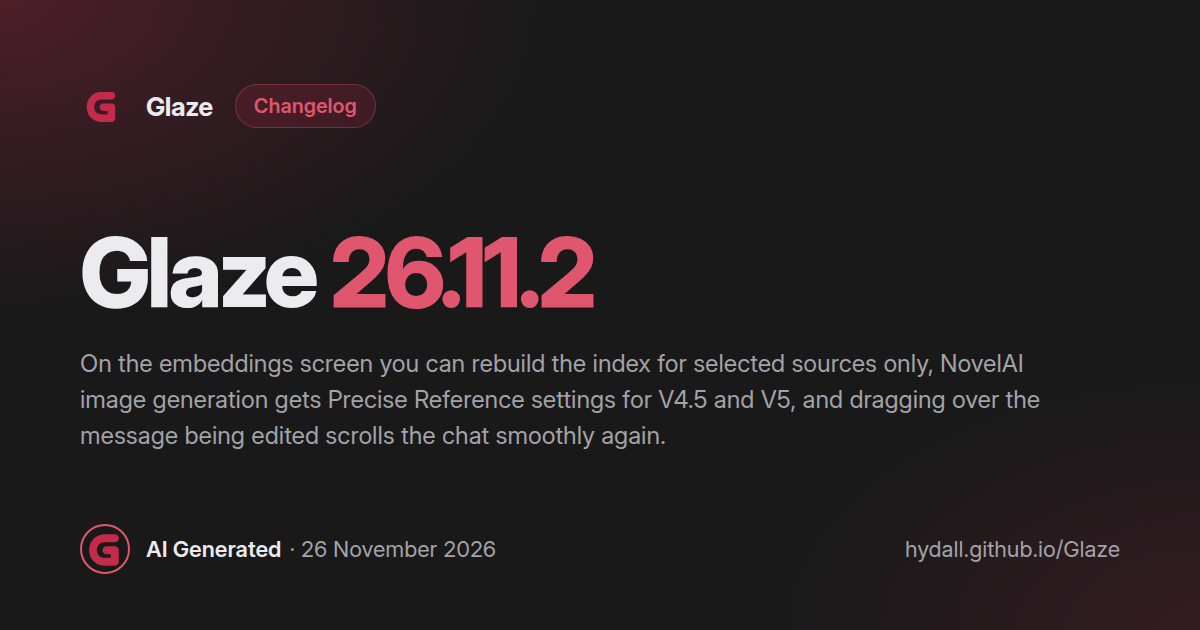 G Glaze Changelog
Glaze 26.11.2
On the embeddings screen you can rebuild the index for selected sources only, NovelAI
image generation gets Precise Reference settings for V4.5 and V5, and dragging over the
message being edited scrolls the chat smoothly again.
G AI Generated · 26 November 2026
hydall.github.io/Glaze